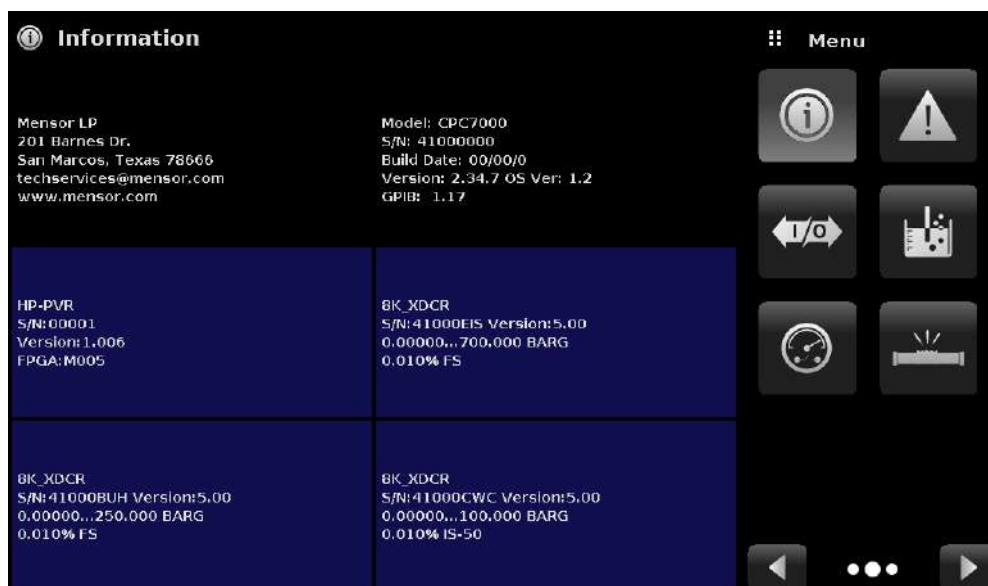 Information
Mensor LP
201 Barnes Dr.
San Marcos, Texas 78666
techservices@mensor.com
www.mensor.com
Model: CPC7000
S/N: 41000000
Build Date: 00/00/0
Version: 2.34.7 OS Ver: 1.2
GPIB: 1.17
HP-PVR
S/N:00001
Version:1.006
FPGA:M005
8K_XDCR
S/N:41000EIS Version:5.00
0.00000...700.000 BARG
0.010% FS
8K_XDCR
S/N:41000BUH Version:5.00
0.00000...250.000 BARG
0.010% FS
8K_XDCR
S/N:41000CWC Version:5.00
0.00000...100.000 BARG
0.010% IS-50
Menu
I/O